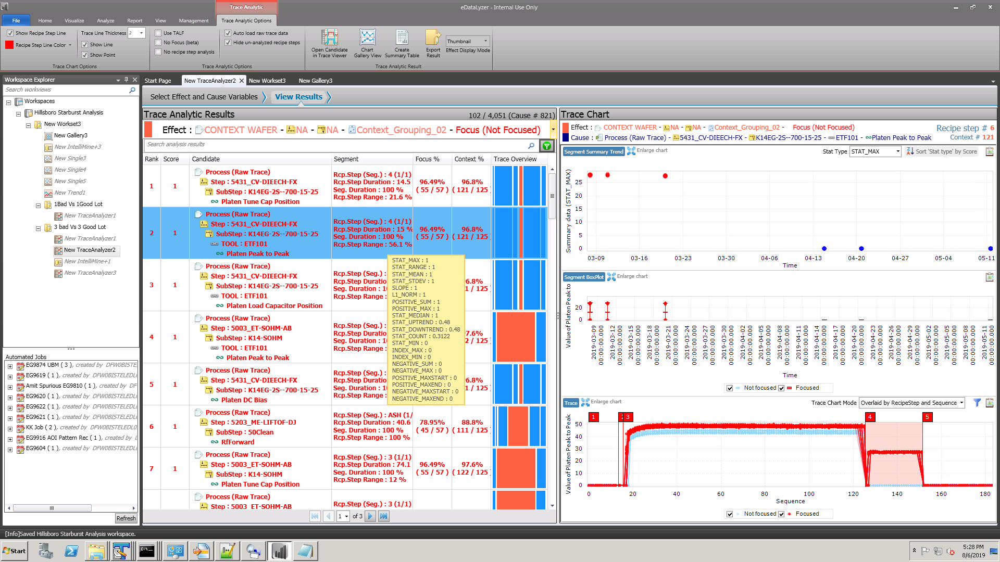 Trace Analytic
eDataLyzer - Internal Use Only
File Home Visualize Analyze Report View Management Trace Analytic Options
Show Recipe Step Line
Recipe Step Line Color
Trace Line Thickness 2
Show Line
Show Point
Trace Chart Options
Use TALF
No Focus (beta)
No recipe step analysis
Auto load raw trace data
Hide un-analyzed recipe steps
Trace Analytic Options
Open Candidate
in Trace Viewer
Chart
Gallery View
Create
Summary Table
Export
Result
Thumbnail
Effect Display Mode
Trace Analytic Result
Workspace Explorer
Search workviews
Workspaces
Hillsboro Starburst Analysis
New Workset3
New Gallery3
New IntelliMine+3
New Single3
New Single4
New Single5
New Trend1
1Bad Vs 1Good Lot
New TraceAnalyzer1
3 bad Vs 3 Good Lot
New TraceAnalyzer1
New TraceAnalyzer2
New IntelliMine+1
New TraceAnalyzer3
Automated Jobs
EG9874 UBM ( 3 ), created by DFW0BISTELEDL
EG9619 ( 1 ), created by DFW0BISTELEDL
Amit Spurious EG9810 ( 1 ), created by DF
EG9620 ( 1 ), created by DFW0BISTELEDL
EG9622 ( 1 ), created by DFW0BISTELEDL
EG9621 ( 1 ), created by DFW0BISTELEDL
KK Job ( 2 ), created by DFW0BISTELEDL0
EG9916 AOI Pattern Rec ( 1 ), created by
EG9604 ( 1 ), created by DFW0BISTELEDL
Refresh
Start Page New TraceAnalyzer2 New Workset3 New Gallery3
Select Effect and Cause Variables View Results
Trace Analytic Results 102 / 4,051 (Cause # 821)
Effect : CONTEXT WAFER - NA - NA - Context_Grouping_02 - Focus (Not Focused)
Search analysis results
Rank Score Candidate Segment Focus % Context % Trace Overview
1 1
Process (Raw Trace)
Step : 5431_CV-DIEECH-FX
SubStep : K14EG-2S--700-15-25
Platen Tune Cap Position
Rcp.Step (Seg.) : 4 (1/1)
Rcp.Step Duration : 14.5
Seg. Duration : 100 %
Rcp.Step Range : 21.6 %
96.49%
( 55 / 57 )
96.8%
( 121 / 125
2 1
Process (Raw Trace)
Step : 5431_CV-DIEECH-FX
SubStep : K14EG-2S--700-15-25
TOOL : ETF101
Platen Peak to Peak
Rcp.Step (Seg.) : 4 (1/1)
Rcp.Step Duration : 15 %
Seg. Duration : 100 %
Rcp.Step Range : 56.1 %
96.49%
( 55 / 57 )
96.8%
( 121 / 125
3 1
Process (Raw Trace)
Step : 5431_CV-DIEECH-FX
SubStep : K14EG-2S--700-15-25
TOOL : ETF101
Platen Load Capacitor Position
Rcp.Step (Seg.) :
Rcp.Step Duratio
Seg. Duration : 10
Rcp.Step Range :
6.8%
1 / 125
4 1
Process (Raw Trace)
Step : 5003_ET-SOHM-AB
SubStep : K14-SOHM
TOOL : ETF101
Platen Peak to Peak
Rcp.Step (Seg.) :
Rcp.Step Duratio
Seg. Duration : 10
Rcp.Step Range :
7.6%
2 / 125
5 1
Process (Raw Trace)
Step : 5431_CV-DIEECH-FX
SubStep : K14EG-2S--700-15-25
Platen DC Bias
Rcp.Step (Seg.) :
Rcp.Step Duratio
Seg. Duration : 10
Rcp.Step Range :
6.8%
1 / 125
STAT_MAX : 1
STAT_RANGE : 1
STAT_MEAN : 1
STAT_STDEV : 1
SLOPE : 1
L1_NORM : 1
POSITIVE_SUM : 1
POSITIVE_MAX : 1
STAT_MEDIAN : 1
STAT_UPTREND : 0.48
STAT_DOWNTREND : 0.48
STAT_COUNT : 0.3122
STAT_MIN : 0
INDEX_MAX : 0
INDEX_MIN : 0
NEGATIVE_SUM : 0
NEGATIVE_MAX : 0
POSITIVE_MAXSTART : 0
POSITIVE_MAXEND : 0
NEGATIVE_MAXSTART : 0
NEGATIVE_MAXEND : 0
6 1
Process (Raw Trace)
Step : 5203_ME-LIFTOF-DJ
SubStep : 50Clean
RfForward
Rcp.Step (Seg.) : ASH (1/
Rcp.Step Duration : 40.6
Seg. Duration : 100 %
Rcp.Step Range : 100 %
78.95%
( 45 / 57 )
88.8%
( 111 / 125
7 1
Process (Raw Trace)
Step : 5003_ET-SOHM-AB
SubStep : K14-SOHM
Platen Tune Cap Position
Rcp.Step (Seg.) : 3 (1/1)
Rcp.Step Duration : 74.1
Seg. Duration : 100 %
Rcp.Step Range : 12 %
96.49%
( 55 / 57 )
97.6%
( 122 / 125
Process (Raw Trace)
Step : 5003_ET-SOHM-AB
Rcp.Step (Seg.) : 3 (1/1)
1 of 3
Trace Chart
Effect : CONTEXT WAFER - NA - NA - Context_Grouping_02 - Focus (Not Focused)
Recipe step # 6
Cause : Process (Raw Trace) - 5431_CV-DIEECH-FX - K14EG-2S--700-15-25 - ETF101 - Platen Peak to Peak
Context # 121
Segment Summary Trend Enlarge chart Stat Type STAT_MAX Sort 'Stat type' by Score
Summary data (STAT_MAX)
25
20
15
10
5
0
03-09 03-16 03-23 03-30 04-06 04-13 04-20 04-27 05-04 05-11
Time
Segment BoxPlot Enlarge chart
Value of Platen Peak to
20
0
2019-03-09 00:00:00.000
2019-03-12 00:00:00.000
2019-03-15 00:00:00.000
2019-03-18 00:00:00.000
2019-03-21 00:00:00.000
2019-03-24 00:00:00.000
2019-03-27 00:00:00.000
2019-03-30 00:00:00.000
2019-04-02 00:00:00.000
2019-04-05 00:00:00.000
2019-04-08 00:00:00.000
2019-04-11 00:00:00.000
2019-04-14 00:00:00.000
2019-04-17 00:00:00.000
2019-04-20 00:00:00.000
2019-04-23 00:00:00.000
2019-04-26 00:00:00.000
2019-04-29 00:00:00.000
2019-05-02 00:00:00.000
2019-05-05 00:00:00.000
2019-05-08 00:00:00.000
2019-05-11 00:00:00.000
Time
Not focused Focused
Trace Enlarge chart Trace Chart Mode Overlaid by RecipeStep and Sequence
1 2 3 4 5
Value of Platen Peak to Peak
50
40
30
20
10
0
0 20 40 60 80 100 120 140 160 180
Sequence
Not focused Focused
[Info]Saved Hillsboro Starburst Analysis workspace.
Start
5:28 PM
8/6/2019